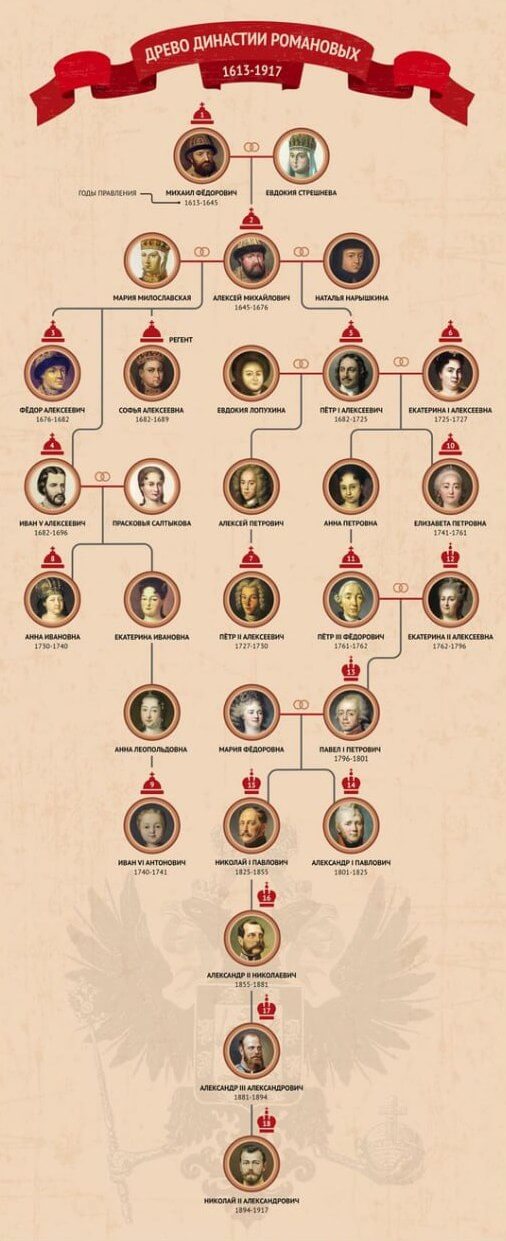 ДРЕВО ДИНАСТИИ РОМАНОВЫХ
1613-1917
1
ГОДЫ ПРАВЛЕНИЯ
МИХАИЛ ФЁДОРОВИЧ
1613-1645
ЕВДОКИЯ СТРЕШНЕВА
2
МАРИЯ МИЛОСЛАВСКАЯ
АЛЕКСЕЙ МИХАЙЛОВИЧ
1645-1676
НАТАЛЬЯ НАРЫШКИНА
3
РЕГЕНТ
5
6
ФЁДОР АЛЕКСЕЕВИЧ
1676-1682
СОФЬЯ АЛЕКСЕЕВНА
1682-1689
ЕВДОКИЯ ЛОПУХИНА
ПЁТР I АЛЕКСЕЕВИЧ
1682-1725
ЕКАТЕРИНА I АЛЕКСЕЕВНА
1725-1727
4
10
ИВАН V АЛЕКСЕЕВИЧ
1682-1696
ПРАСКОВЬЯ САЛТЫКОВА
АЛЕКСЕЙ ПЕТРОВИЧ
АННА ПЕТРОВНА
ЕЛИЗАВЕТА ПЕТРОВНА
1741-1761
8
7
11
12
АННА ИВАНОВНА
1730-1740
ЕКАТЕРИНА ИВАНОВНА
ПЁТР II АЛЕКСЕЕВИЧ
1727-1730
ПЁТР III ФЁДОРОВИЧ
1761-1762
ЕКАТЕРИНА II АЛЕКСЕЕВНА
1762-1796
13
АННА ЛЕОПОЛЬДОВНА
МАРИЯ ФЁДОРОВНА
ПАВЕЛ I ПЕТРОВИЧ
1796-1801
9
15
14
ИВАН VI АНТОНОВИЧ
1740-1741
НИКОЛАЙ I ПАВЛОВИЧ
1825-1855
АЛЕКСАНДР I ПАВЛОВИЧ
1801-1825
16
АЛЕКСАНДР II НИКОЛАЕВИЧ
1855-1881
17
АЛЕКСАНДР III АЛЕКСАНДРОВИЧ
1881-1894
18
НИКОЛАЙ II АЛЕКСАНДРОВИЧ
1894-1917